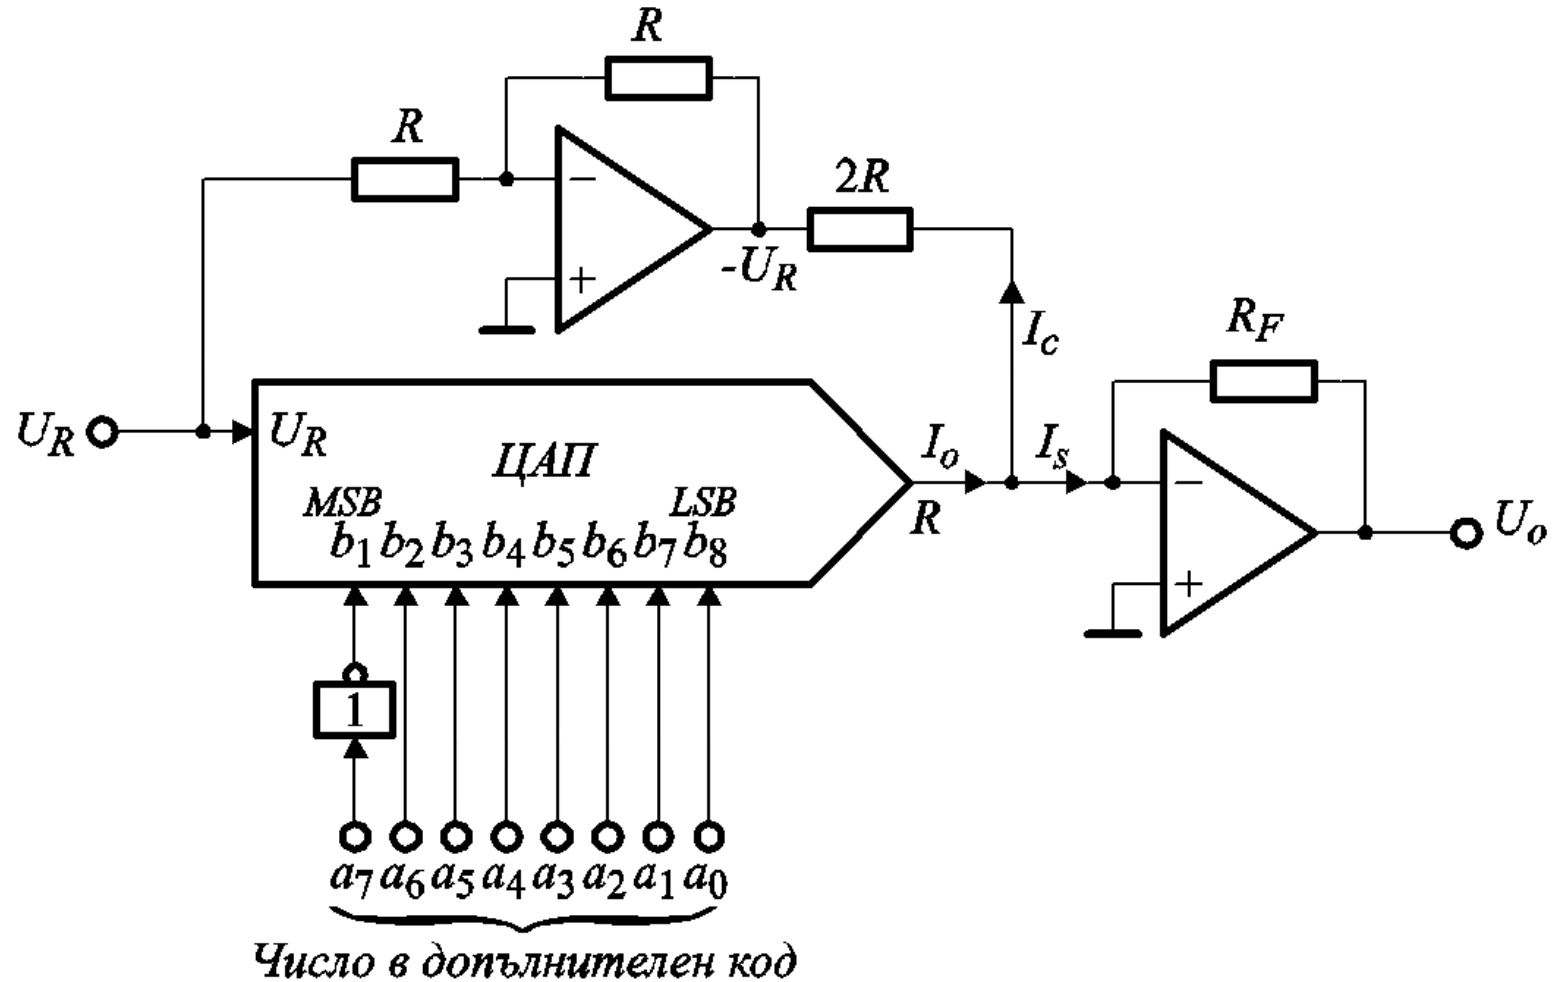 R
R
2R
-U_R
I_c
R_F
U_R
U_R
ЦАП
I_o
I_s
R
MSB
LSB
b_1 b_2 b_3 b_4 b_5 b_6 b_7 b_8
U_o
1
a_7 a_6 a_5 a_4 a_3 a_2 a_1 a_0
Число в допълнителен код